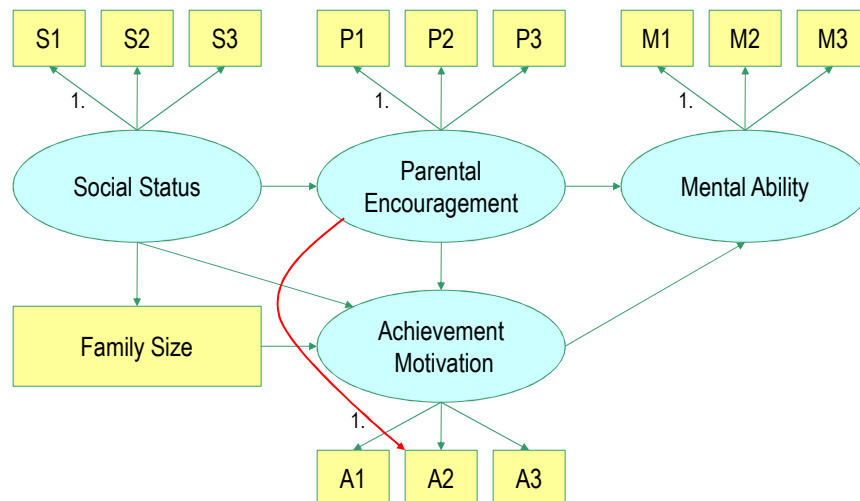 S1 S2 S3 P1 P2 P3 M1 M2 M3
1. 1. 1.
Social Status
Parental
Encouragement
Mental Ability
Family Size
Achievement
Motivation
1.
A1 A2 A3